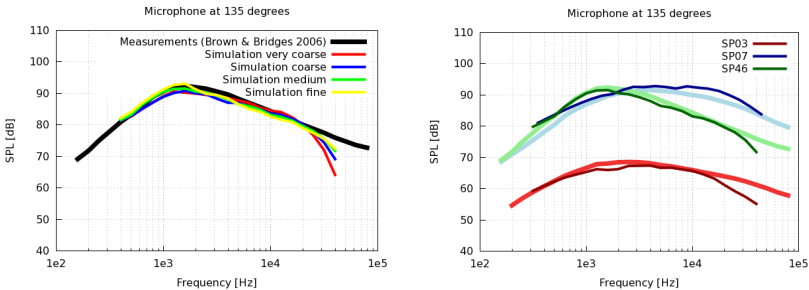 Microphone at 135 degrees
110
100
90
80
70
60
50
40
SPL [dB]
Measurements (Brown & Bridges 2006)
Simulation very coarse
Simulation coarse
Simulation medium
Simulation fine
1e2
1e3
1e4
1e5
Frequency [Hz]
Microphone at 135 degrees
110
100
90
80
70
60
50
40
SPL [dB]
SP03
SP07
SP46
1e2
1e3
1e4
1e5
Frequency [Hz]